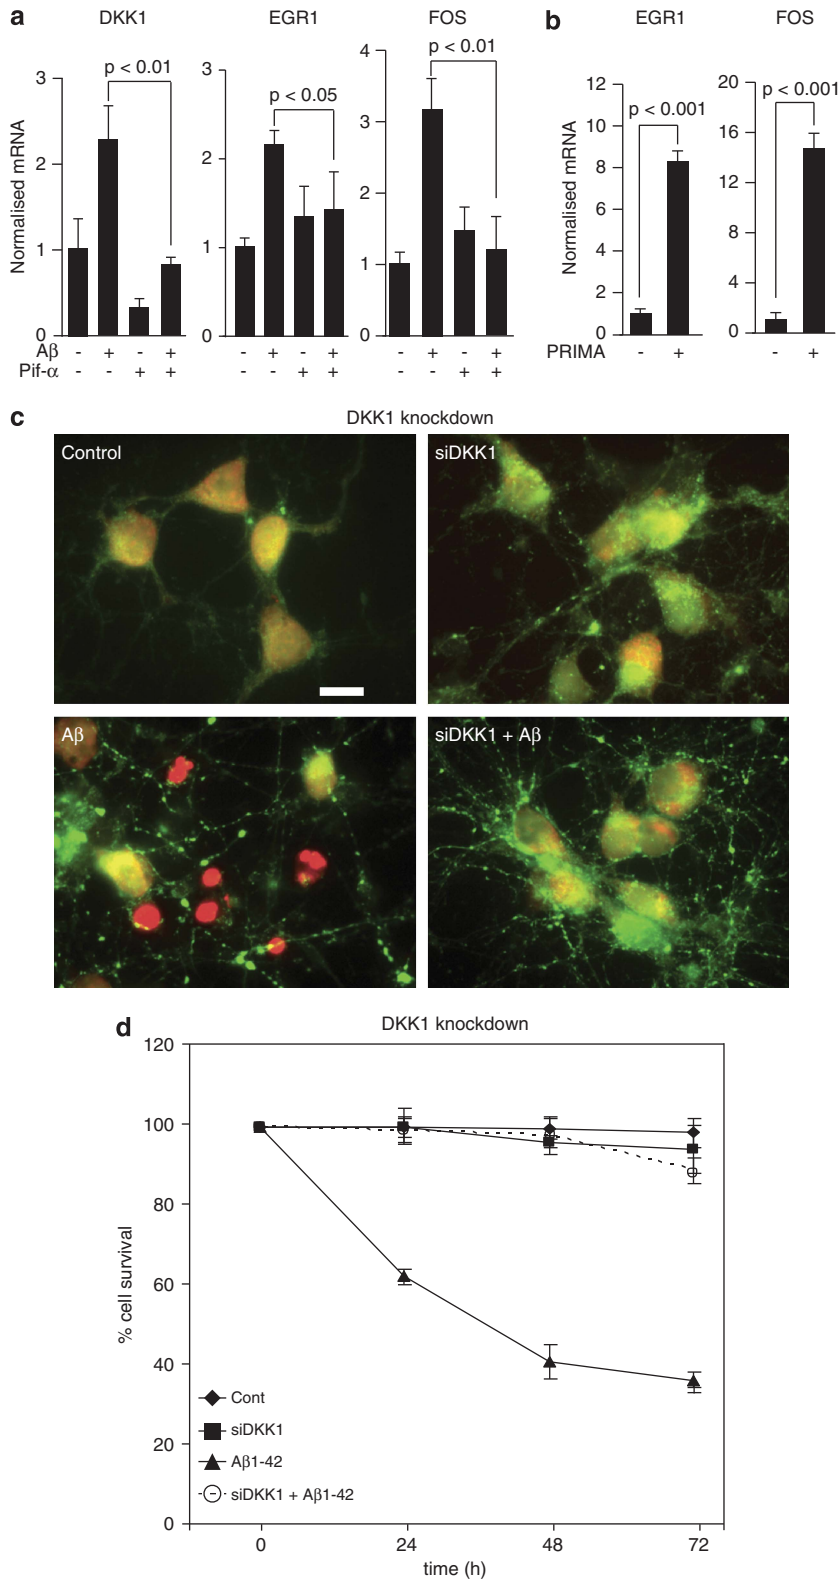 a
DKK1
EGR1
FOS
Normalised mRNA
3
2
1
0
p < 0.01
3
2
1
0
p < 0.05
4
3
2
1
0
p < 0.01
Aβ - + - + - + - + - + - +
Pif-α - - + + - - + + - - + +
b
EGR1
FOS
Normalised mRNA
12
10
8
6
4
2
0
p < 0.001
20
16
12
8
4
0
p < 0.001
PRIMA - + - +
c
DKK1 knockdown
Control
siDKK1
Aβ
siDKK1 + Aβ
d
DKK1 knockdown
% cell survival
120
100
80
60
40
20
0
Cont
siDKK1
Aβ1-42
siDKK1 + Aβ1-42
0 24 48 72
time (h)